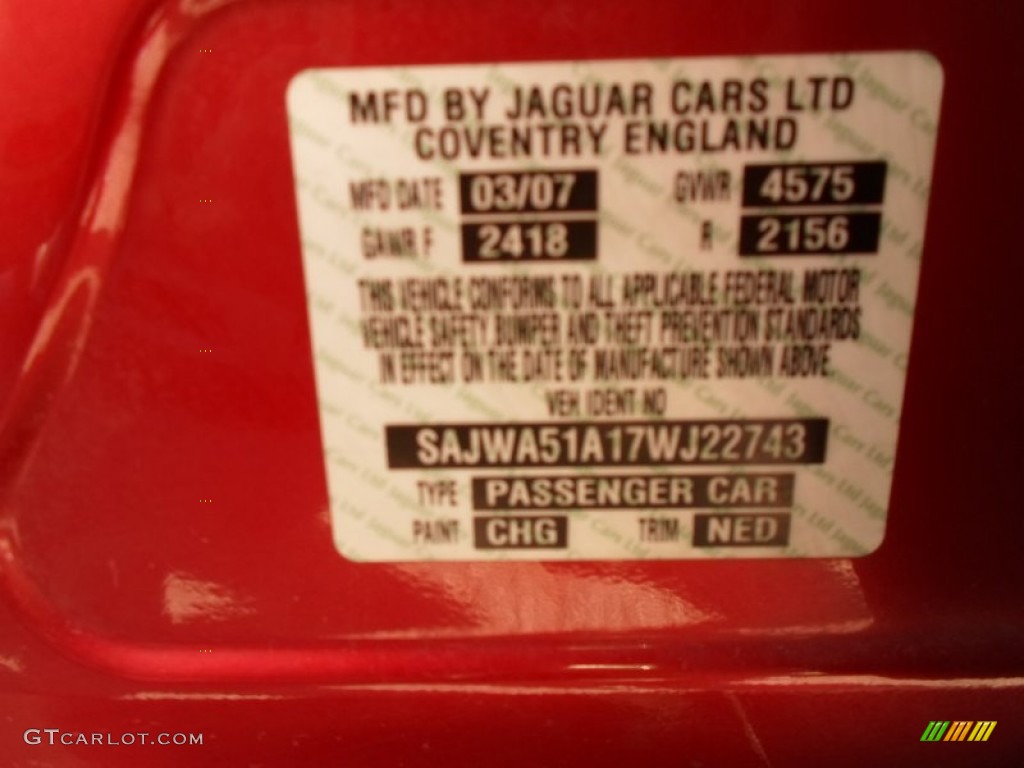 MFD BY JAGUAR CARS LTD
COVENTRY ENGLAND
MFD DATE 03/07 GVWR 4575
GAWR F 2418 R 2156
THIS VEHICLE CONFORMS TO ALL APPLICABLE FEDERAL MOTOR
VEHICLE SAFETY, BUMPER AND THEFT PREVENTION STANDARDS
IN EFFECT ON THE DATE OF MANUFACTURE SHOWN ABOVE.
VEH IDENT NO
SAJWA51A17WJ22743
TYPE PASSENGER CAR
PAINT CHG TRIM NED
GTCARLOT.COM